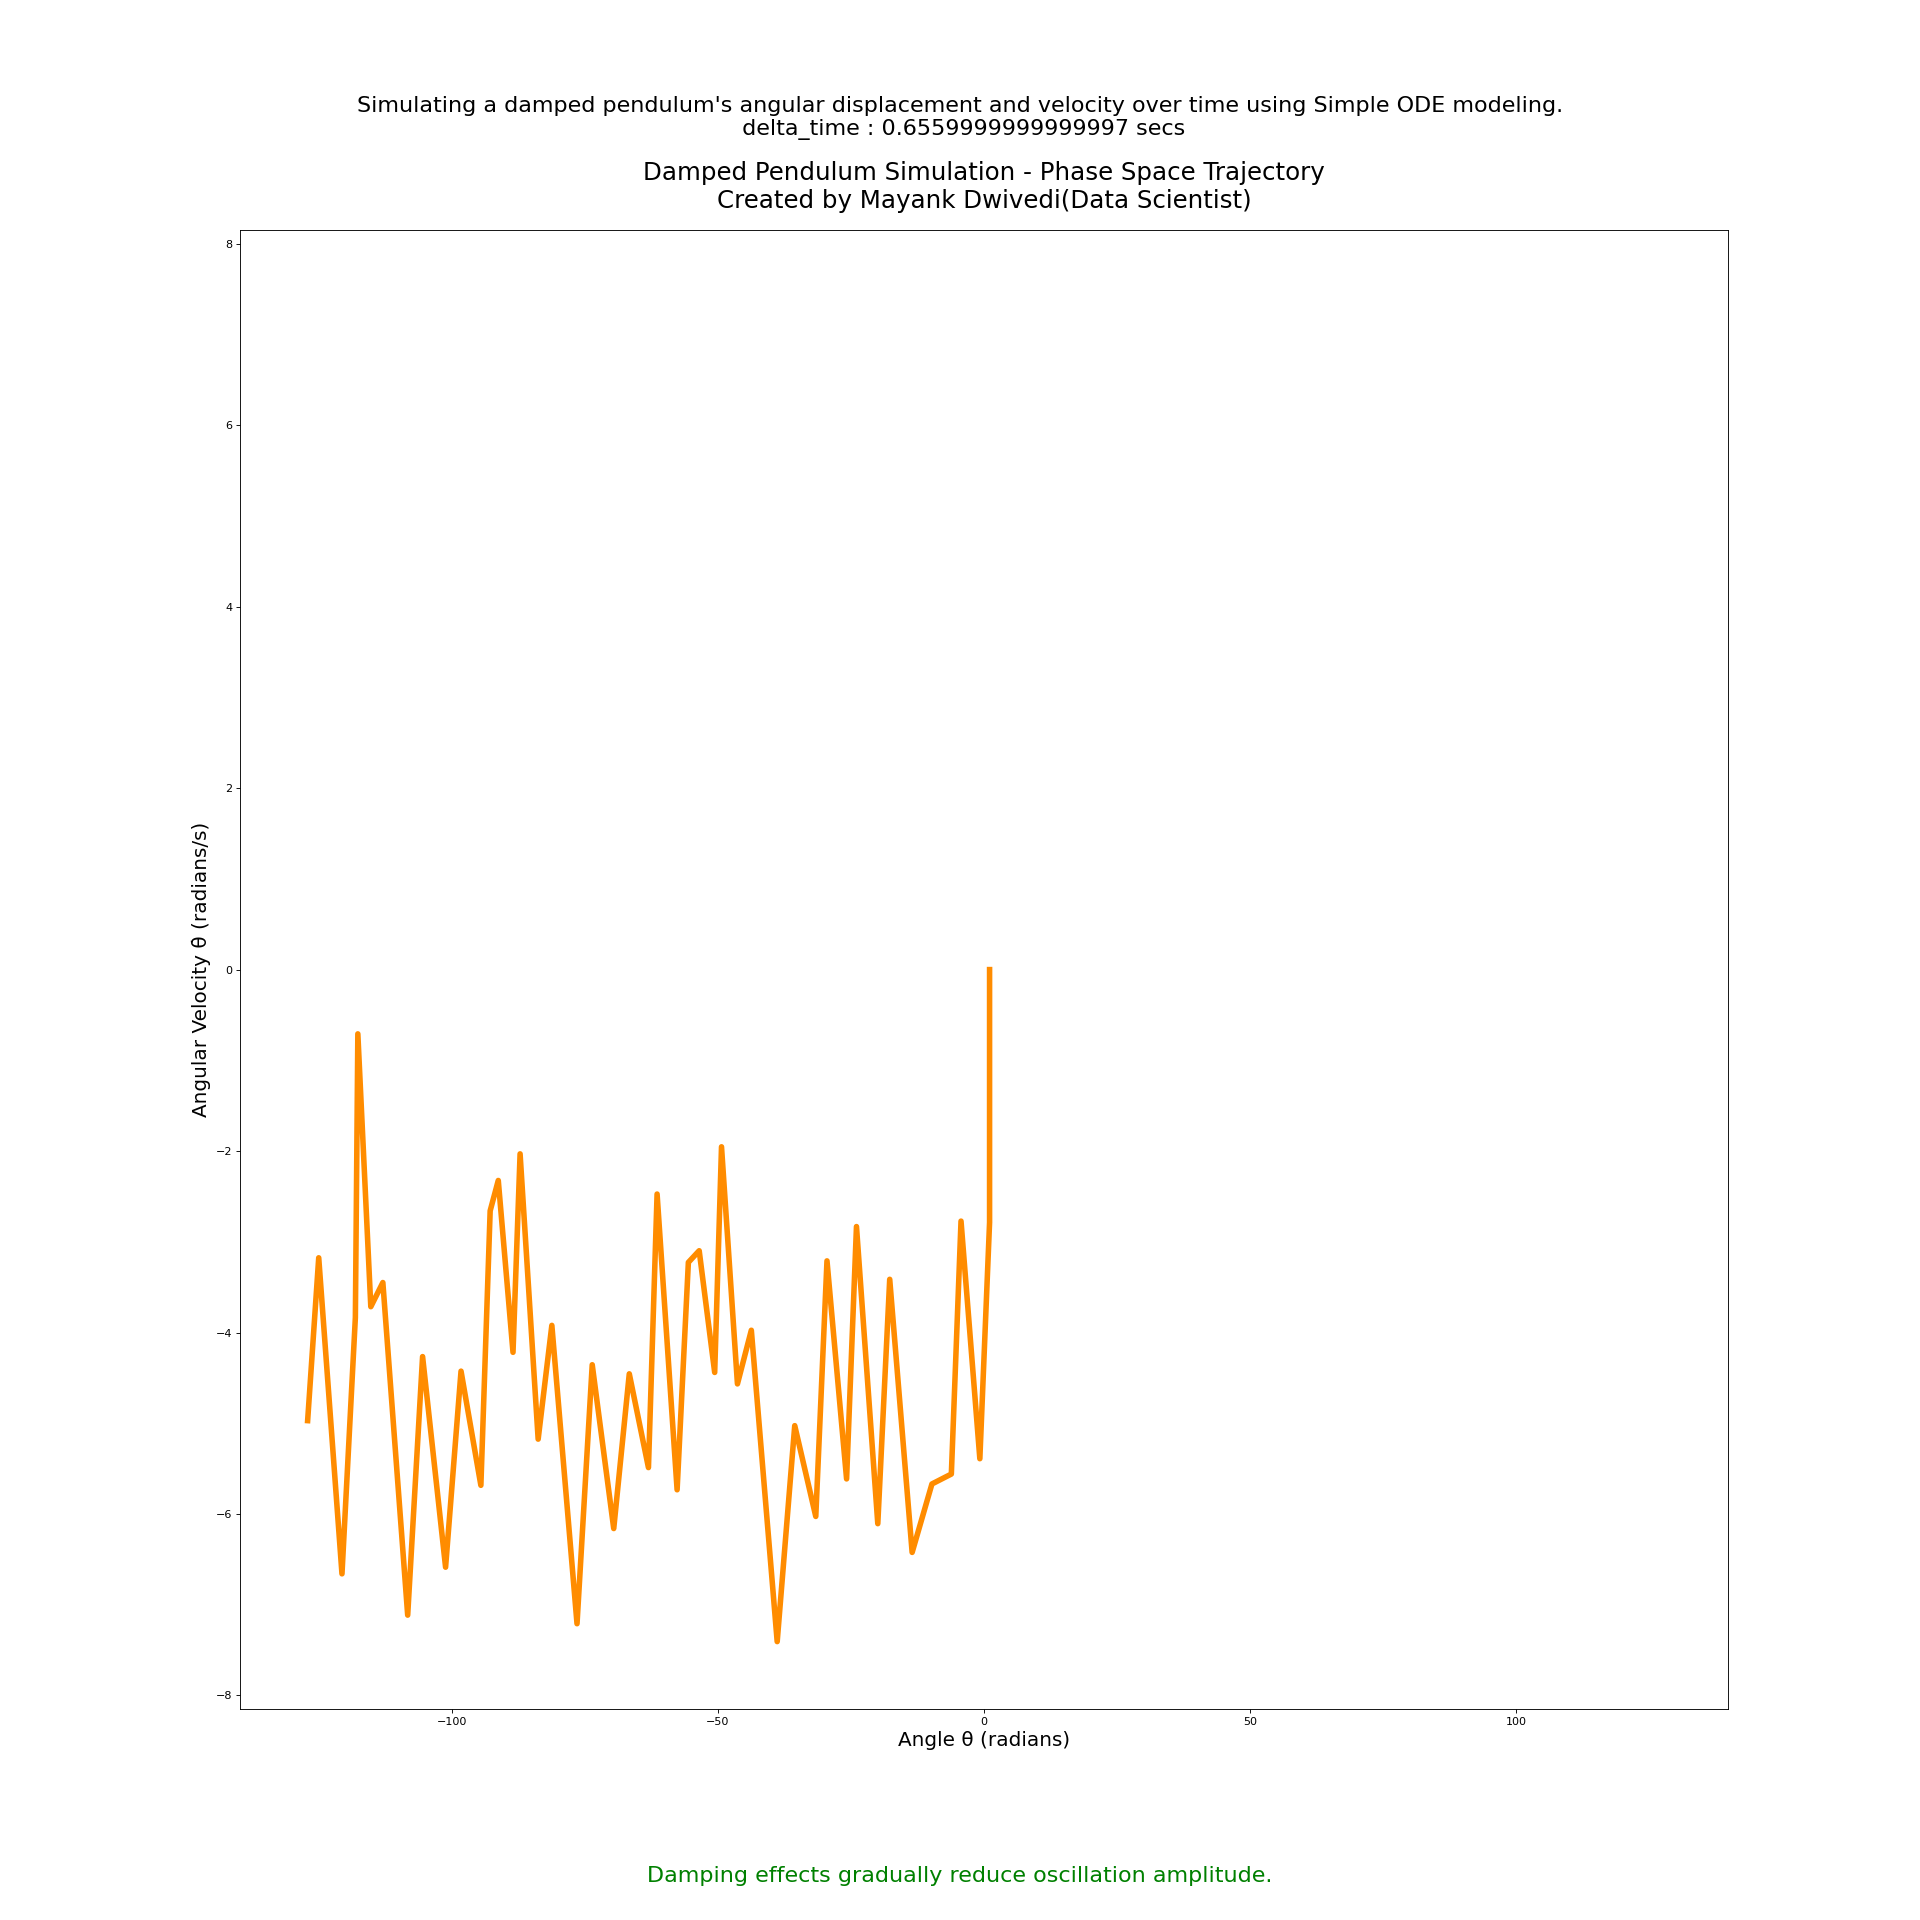 Simulating a damped pendulum's angular displacement and velocity over time using Simple ODE modeling.
delta_time : 0.6559999999999997 secs
Damped Pendulum Simulation - Phase Space Trajectory
Created by Mayank Dwivedi(Data Scientist)
8
6
4
2
0
−2
−4
−6
−8
Angular Velocity θ (radians/s)
−100
−50
0
50
100
Angle θ (radians)
Damping effects gradually reduce oscillation amplitude.